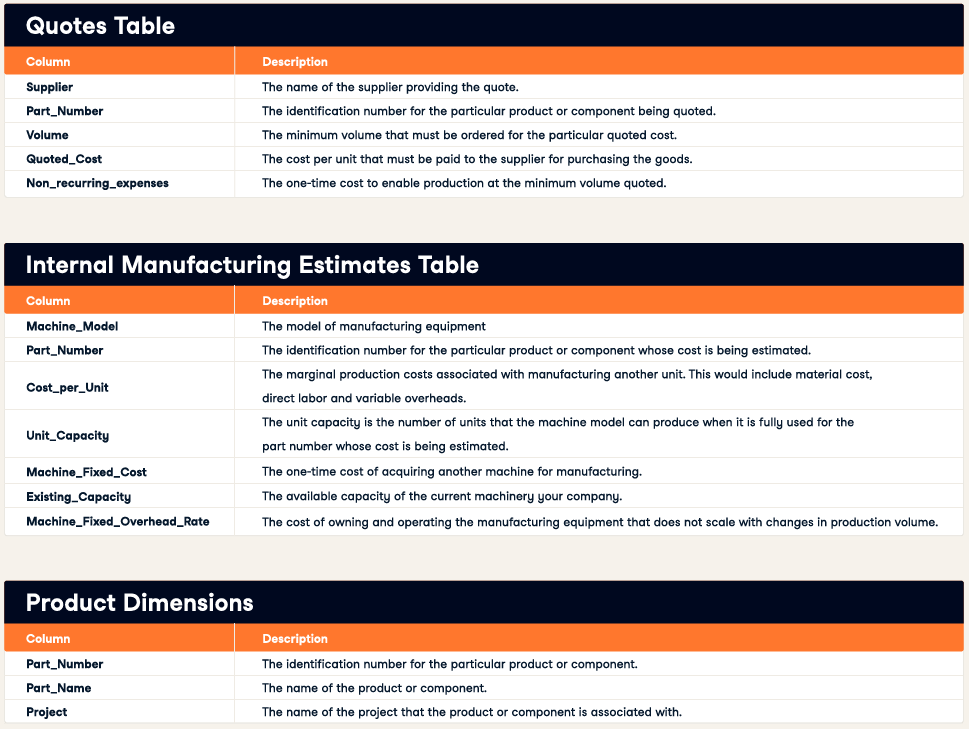 Quotes Table
Column Description
Supplier The name of the supplier providing the quote.
Part_Number The identification number for the particular product or component being quoted.
Volume The minimum volume that must be ordered for the particular quoted cost.
Quoted_Cost The cost per unit that must be paid to the supplier for purchasing the goods.
Non_recurring_expenses The one-time cost to enable production at the minimum volume quoted.
Internal Manufacturing Estimates Table
Column Description
Machine_Model The model of manufacturing equipment
Part_Number The identification number for the particular product or component whose cost is being estimated.
Cost_per_Unit The marginal production costs associated with manufacturing another unit. This would include material cost,
direct labor and variable overheads.
Unit_Capacity The unit capacity is the number of units that the machine model can produce when it is fully used for the
part number whose cost is being estimated.
Machine_Fixed_Cost The one-time cost of acquiring another machine for manufacturing.
Existing_Capacity The available capacity of the current machinery your company.
Machine_Fixed_Overhead_Rate The cost of owning and operating the manufacturing equipment that does not scale with changes in production volume.
Product Dimensions
Column Description
Part_Number The identification number for the particular product or component.
Part_Name The name of the product or component.
Project The name of the project that the product or component is associated with.